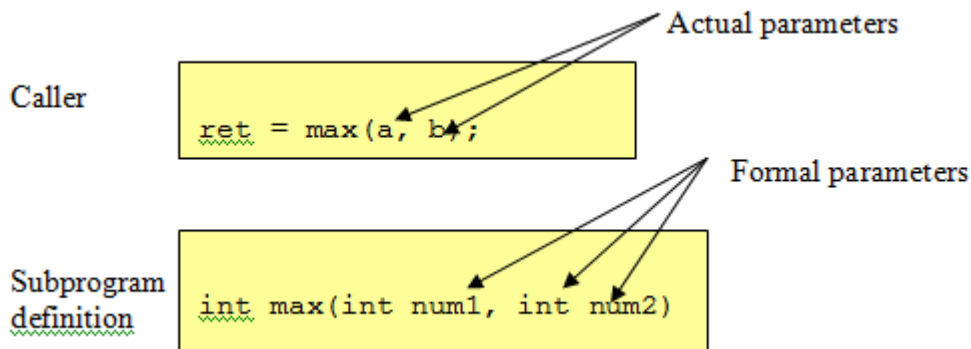 Actual parameters
Caller
ret = max(a, b);
Formal parameters
Subprogram
definition
int max(int num1, int num2)